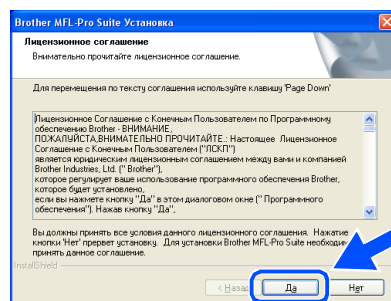 Brother MFL-Pro Suite Установка
Лицензионное соглашение
Внимательно прочитайте лицензионное соглашение.
Для перемещения по тексту соглашения используйте клавишу 'Page Down'
Лицензионное Соглашение с Конечным Пользователем по Программному
обеспечению Brother - ВНИМАНИЕ,
ПОЖАЛУЙСТА,ВНИМАТЕЛЬНО ПРОЧИТАЙТЕ.: Настоящее Лицензионное
Соглашение с Конечным Пользователем ("ЛСКП")
является юридическим лицензионным соглашением между вами и компанией
Brother Industries, Ltd. (" Brother"),
которое регулирует ваше использование программного обеспечения Brother,
которое будет установлено,
если вы нажмете кнопку "Да" в этом диалоговом окне (" Программного
обеспечения"). Нажав кнопку "Да",
Вы должны принять все условия данного лицензионного соглашения. Нажатие
кнопки 'Нет' прервет установку. Для установки Brother MFL-Pro Suite необходимо
принять данное соглашение.
InstallShield
< Назад
Да
Нет